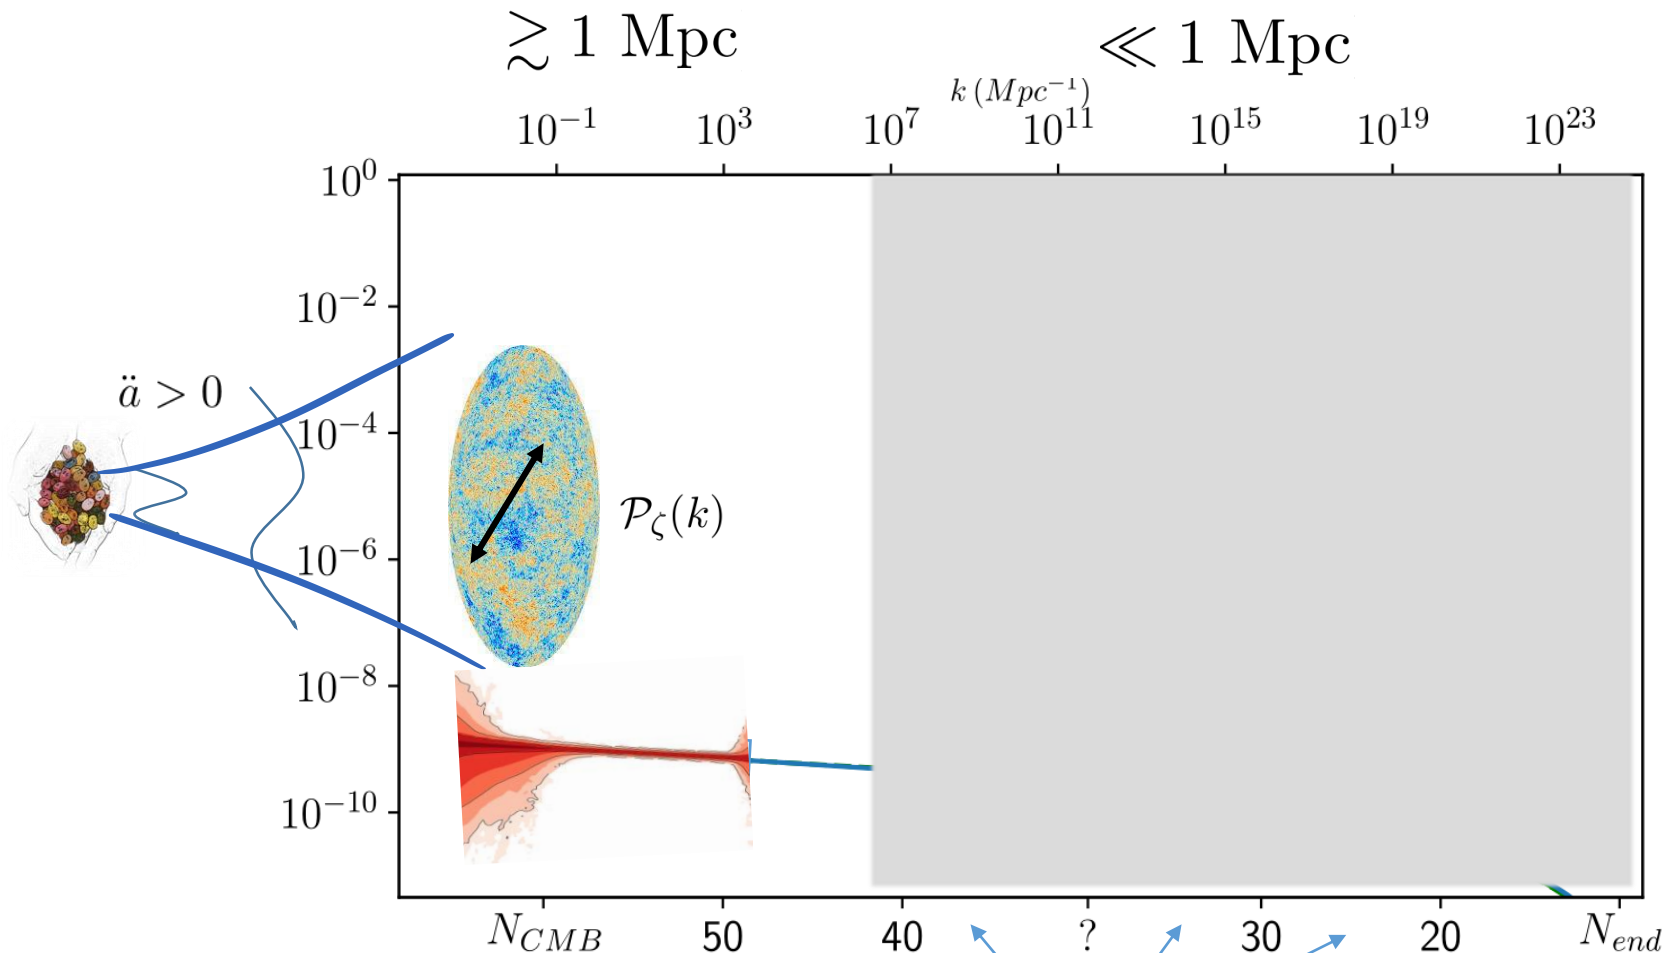 ≳ 1 Mpc ≪ 1 Mpc
k (Mpc⁻¹)
10⁻¹ 10³ 10⁷ 10¹¹ 10¹⁵ 10¹⁹ 10²³
10⁰
10⁻²
ä > 0
10⁻⁴
𝒫_ζ(k)
10⁻⁶
10⁻⁸
10⁻¹⁰
N_CMB 50 40 ? 30 20 N_end